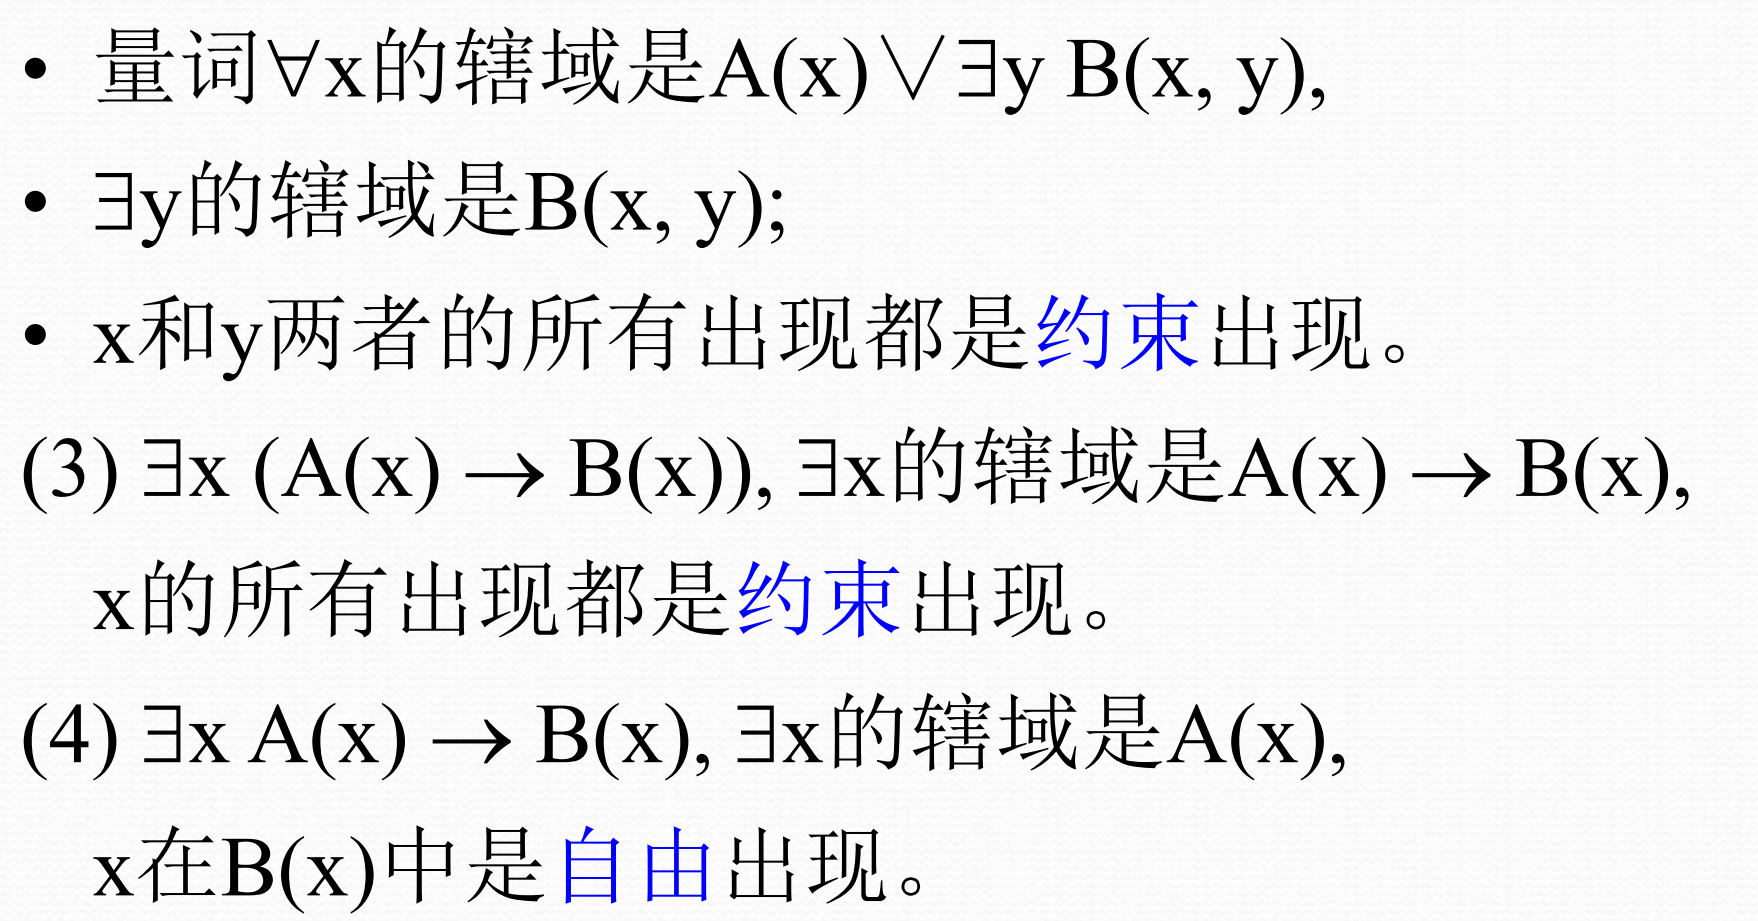 • 量词∀x的辖域是A(x)∨∃y B(x, y),
• ∃y的辖域是B(x, y);
• x和y两者的所有出现都是约束出现。
(3) ∃x (A(x) → B(x)), ∃x的辖域是A(x) → B(x),
x的所有出现都是约束出现。
(4) ∃x A(x) → B(x), ∃x的辖域是A(x),
x在B(x)中是自由出现。